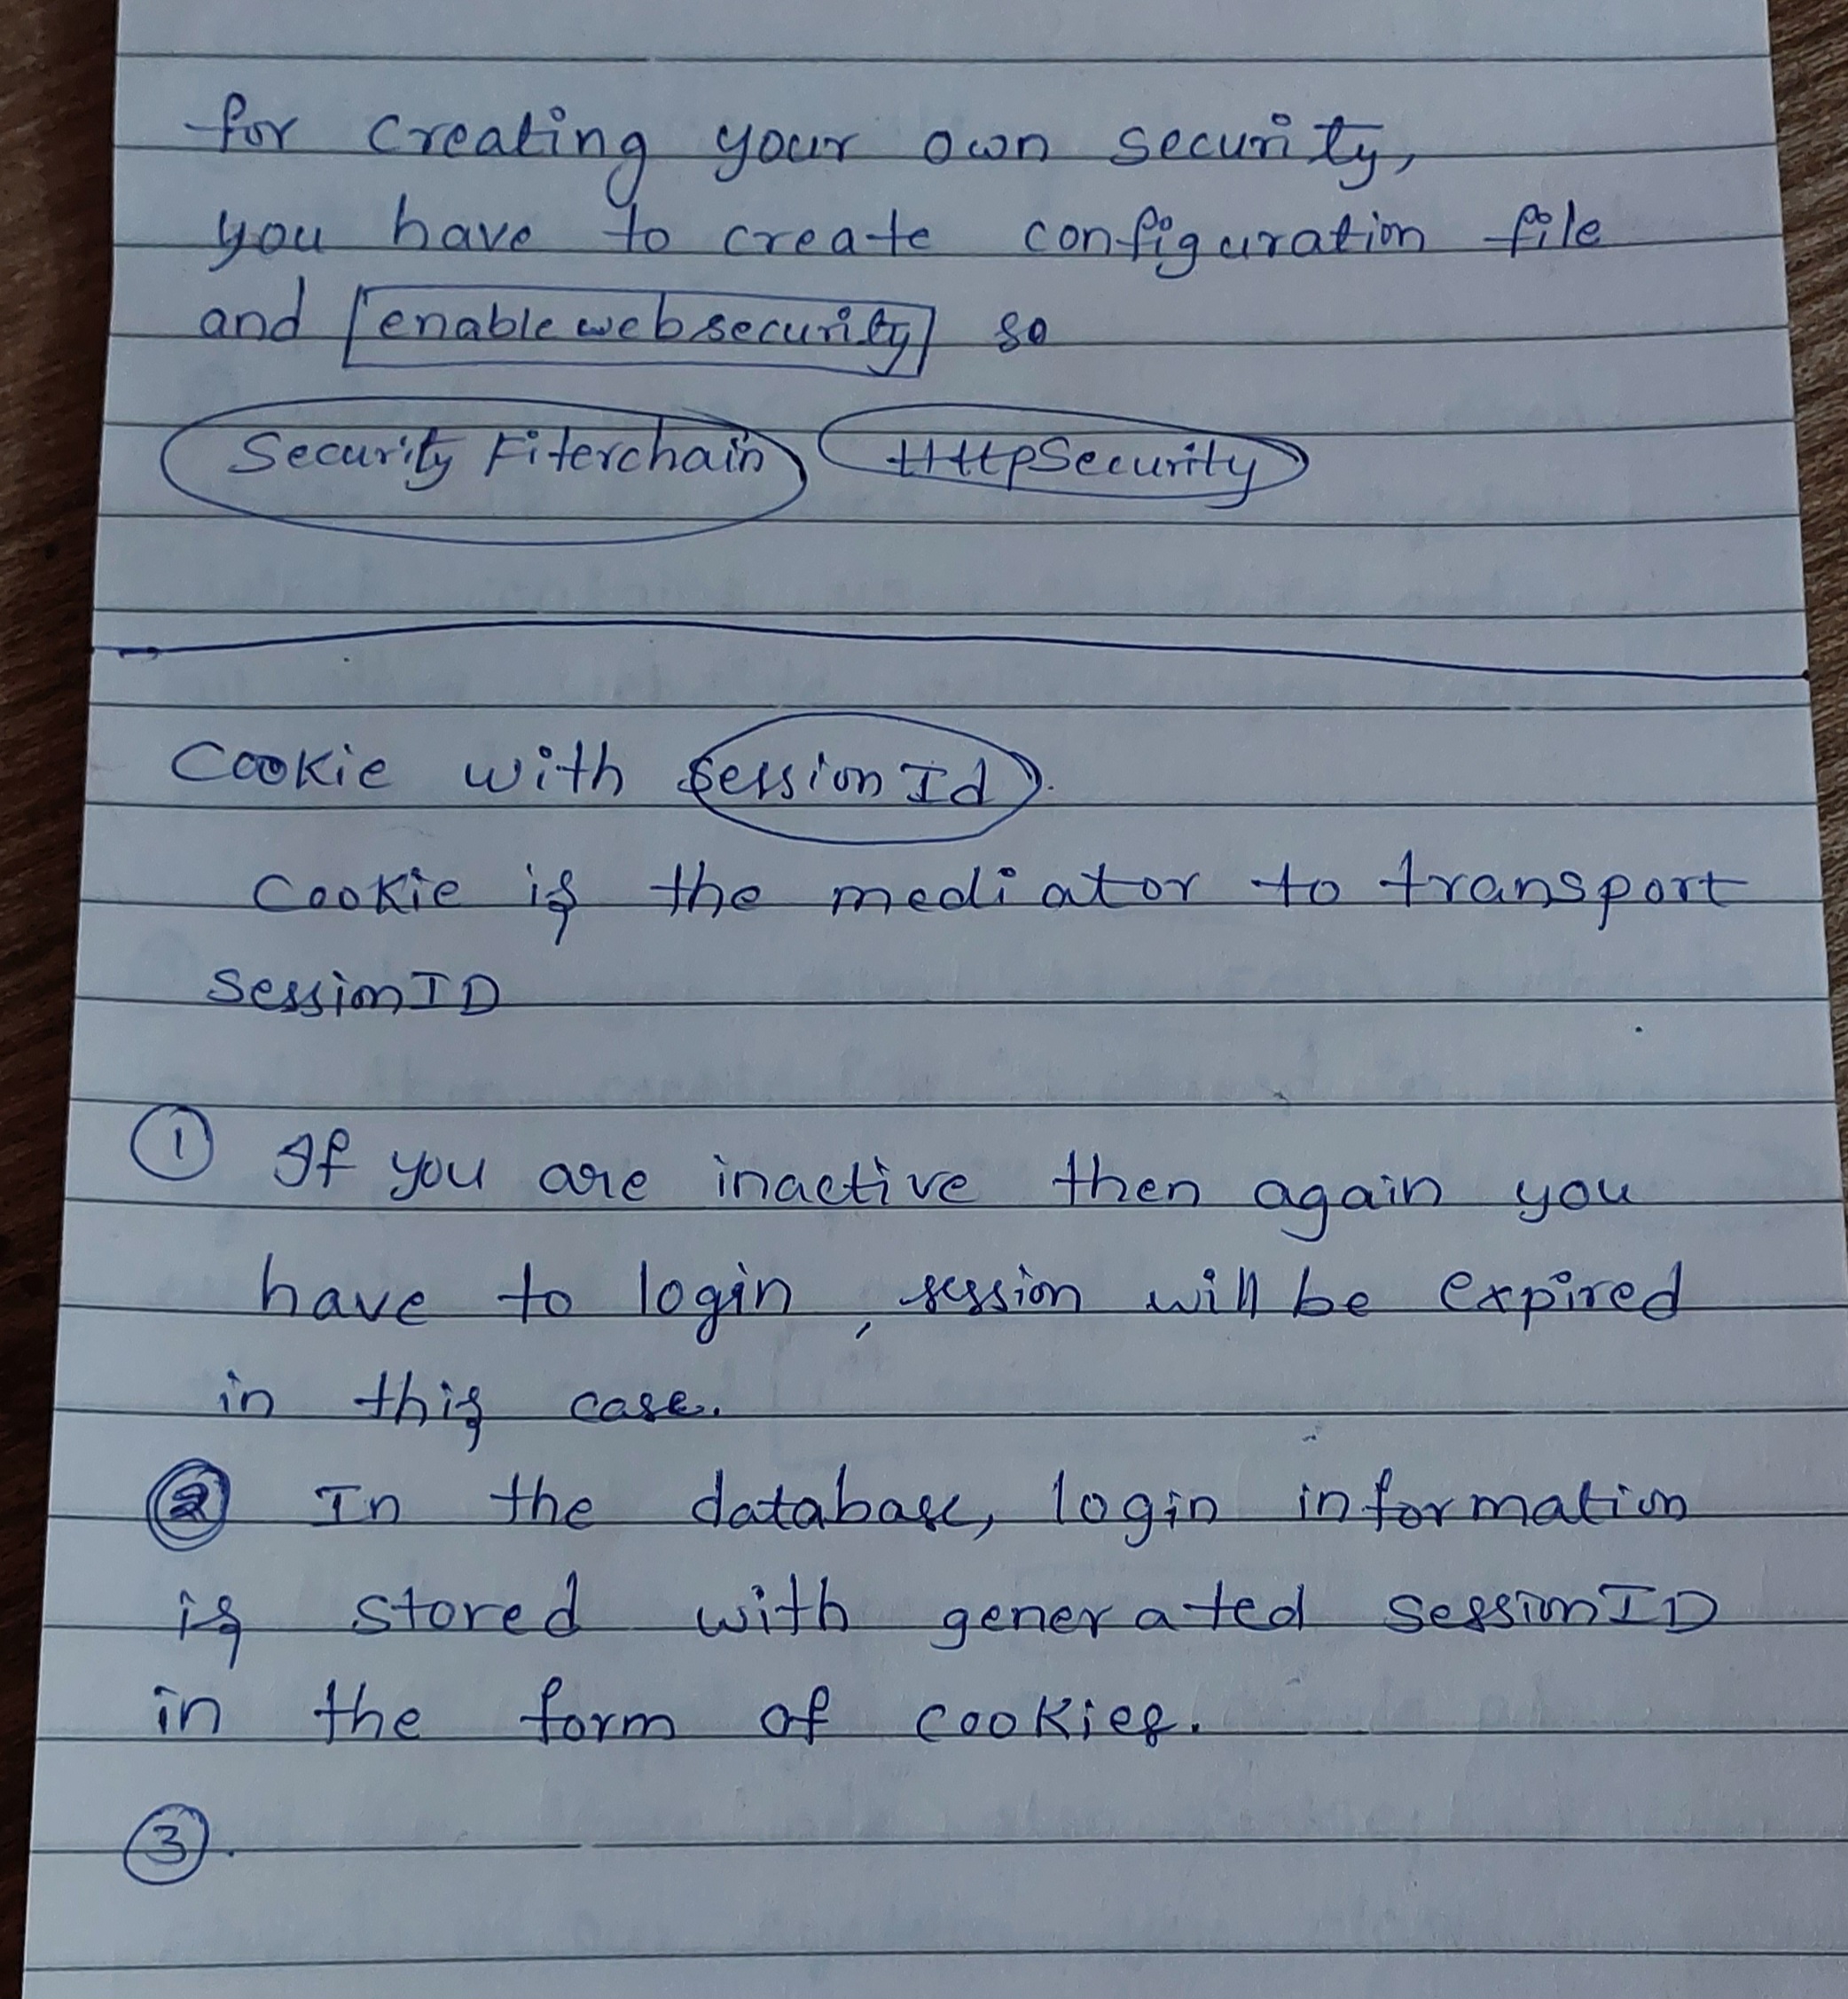 for creating your own security,
you have to create configuration file
and enable web security so
Security Fiterchain HttpSecurity
Cookie with Session Id.
Cookie is the mediator to transport
SessionID
① If you are inactive then again you
have to login, session will be expired
in this case.
② In the database, login information
is stored with generated SessionID
in the form of cookies.
③.